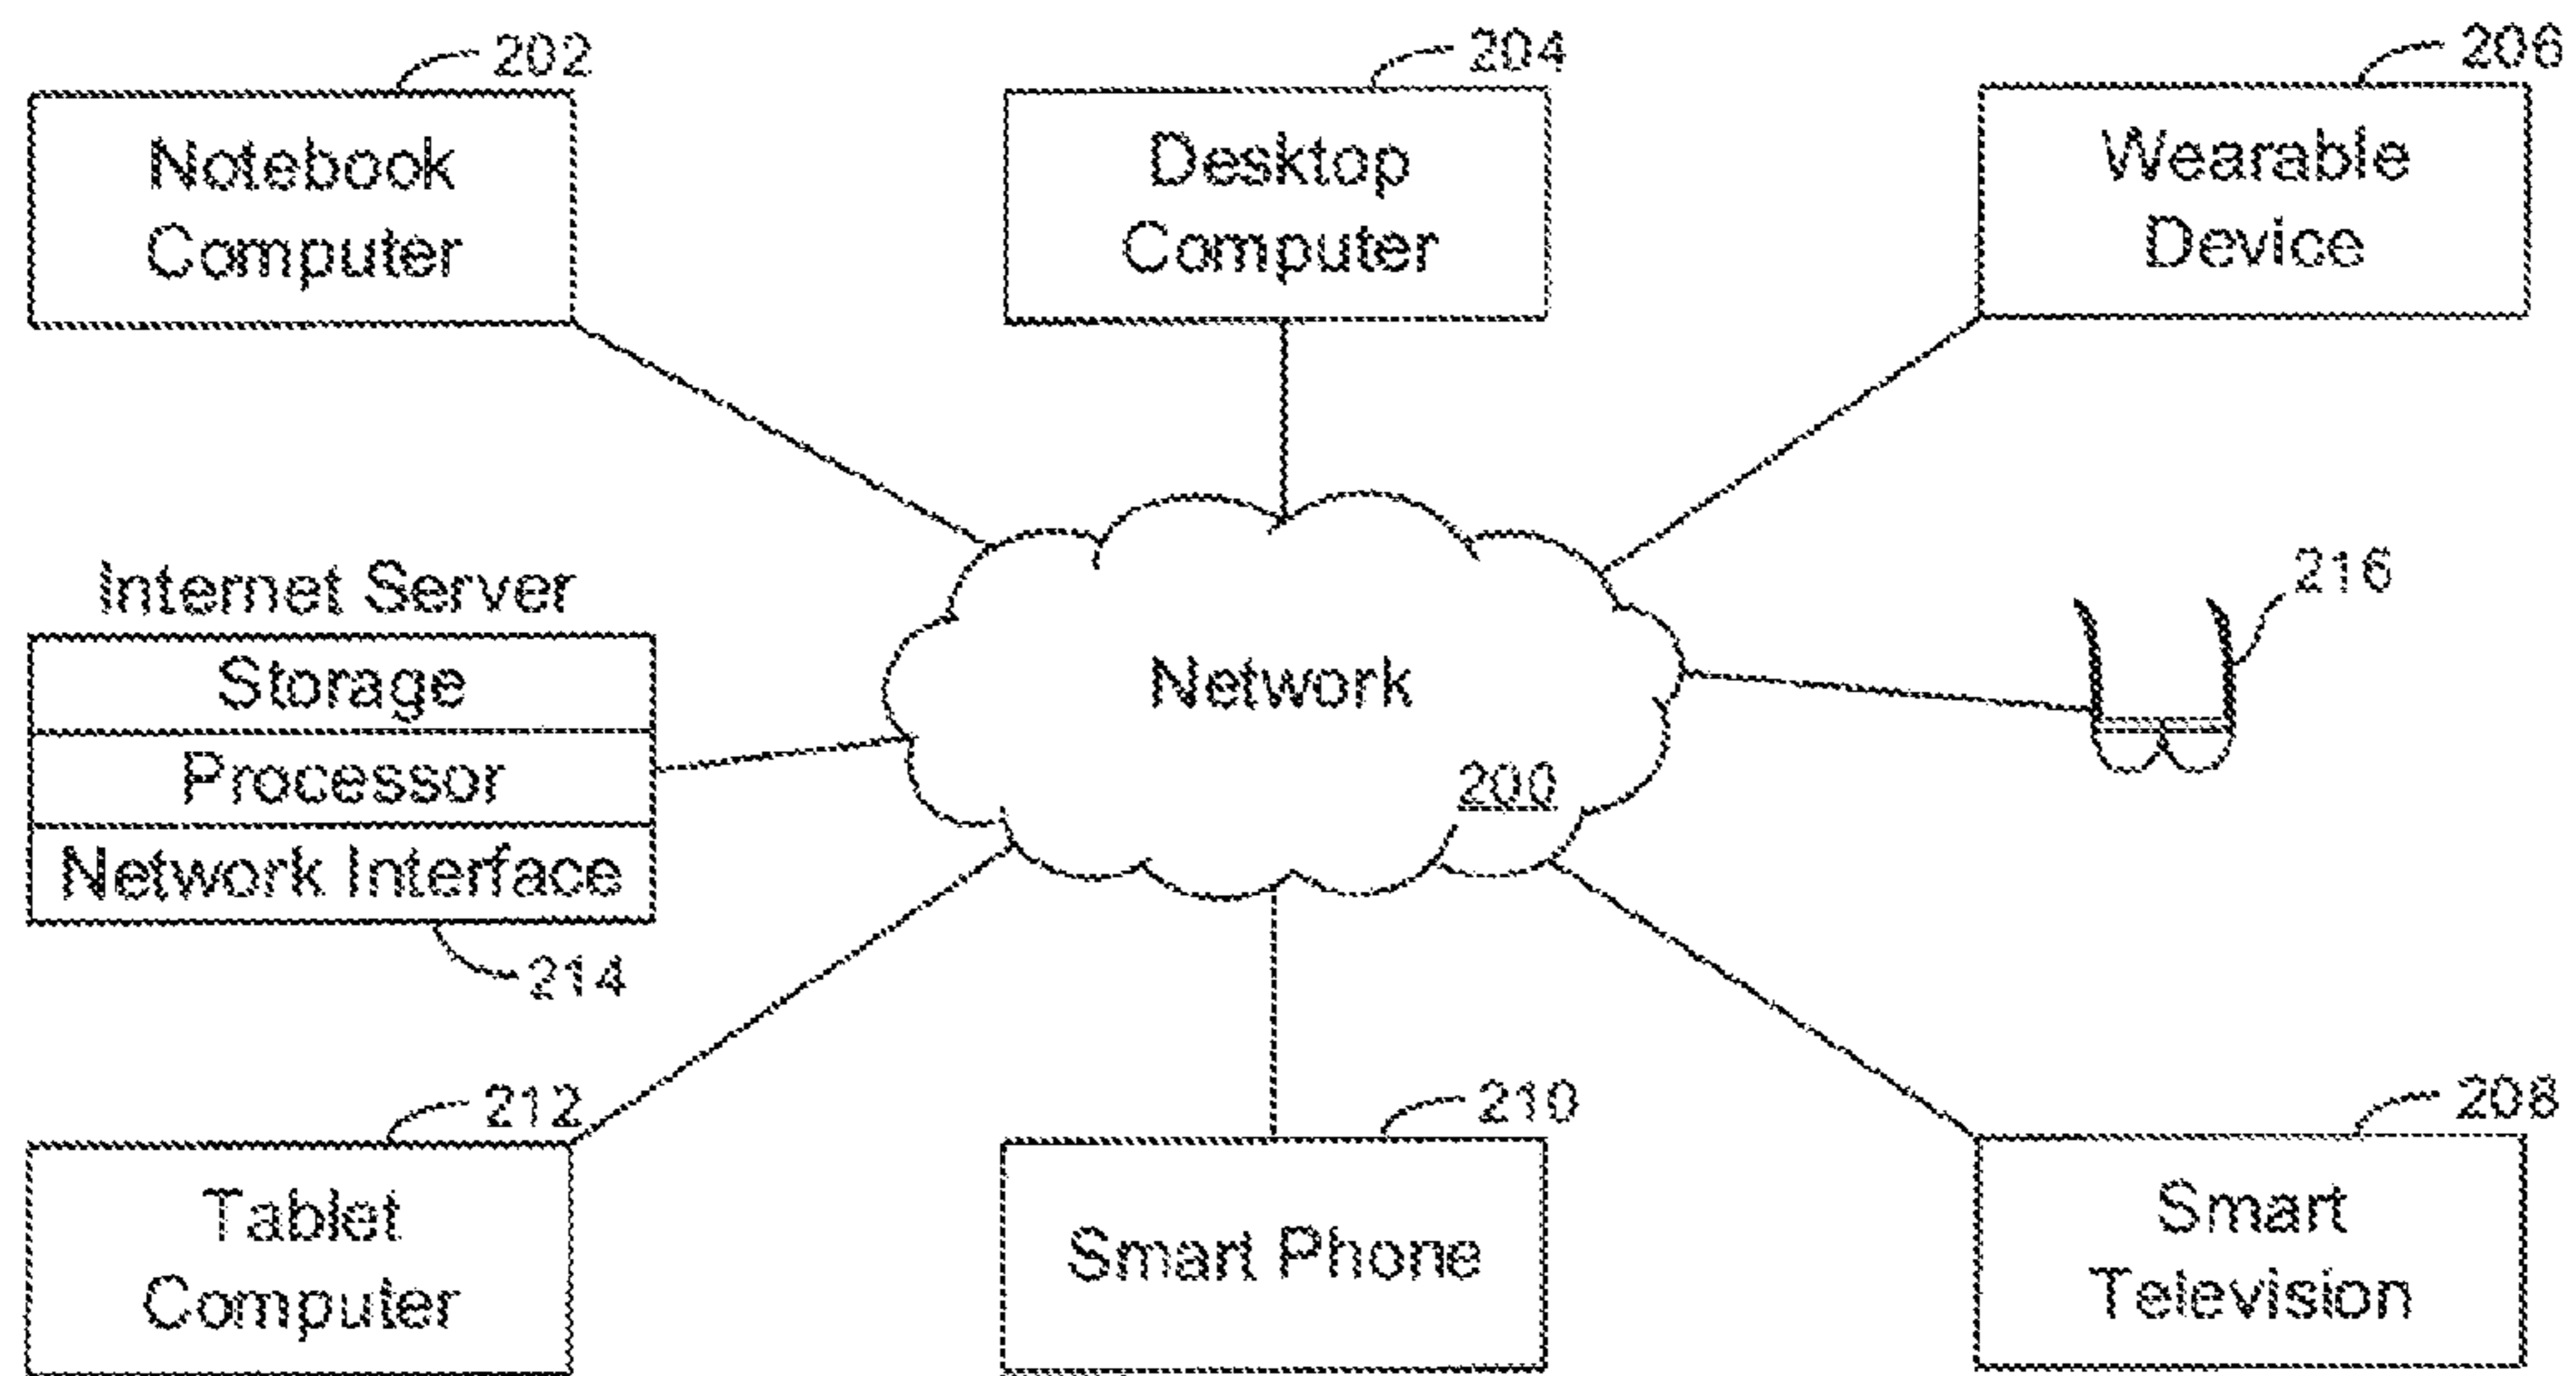 202
Notebook
Computer
204
Desktop
Computer
206
Wearable
Device
Internet Server
Storage
Processor
Network Interface
214
Network
200
216
212
Tablet
Computer
210
Smart Phone
208
Smart
Television